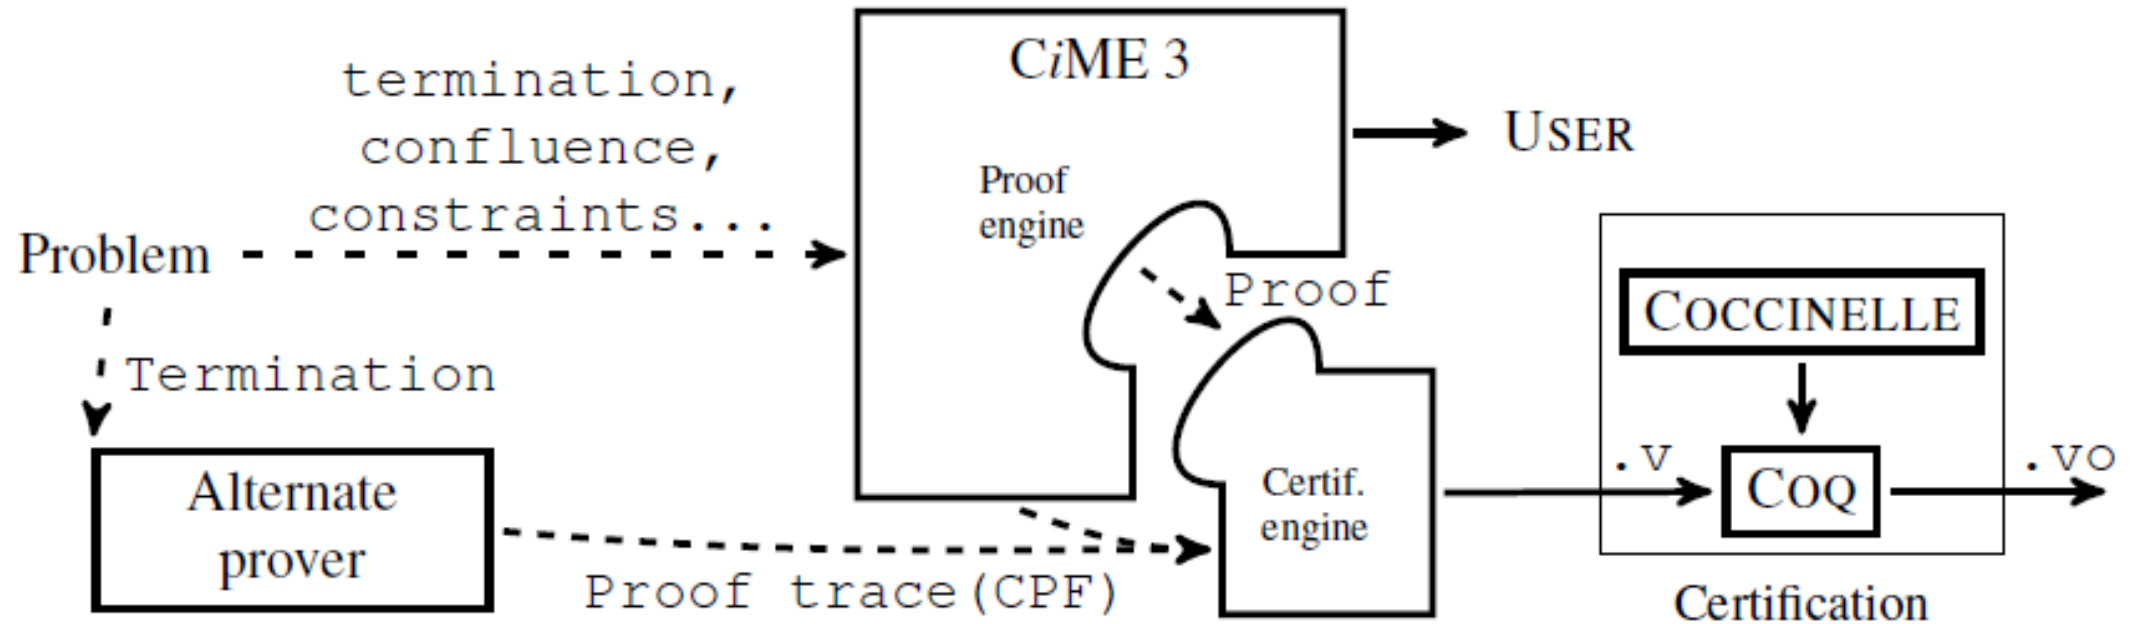 CiME 3
termination,
confluence,
constraints...
USER
Proof
engine
Problem
Proof
COCCINELLE
Termination
.v
.vo
Alternate
prover
Certif.
engine
COQ
Proof trace(CPF)
Certification